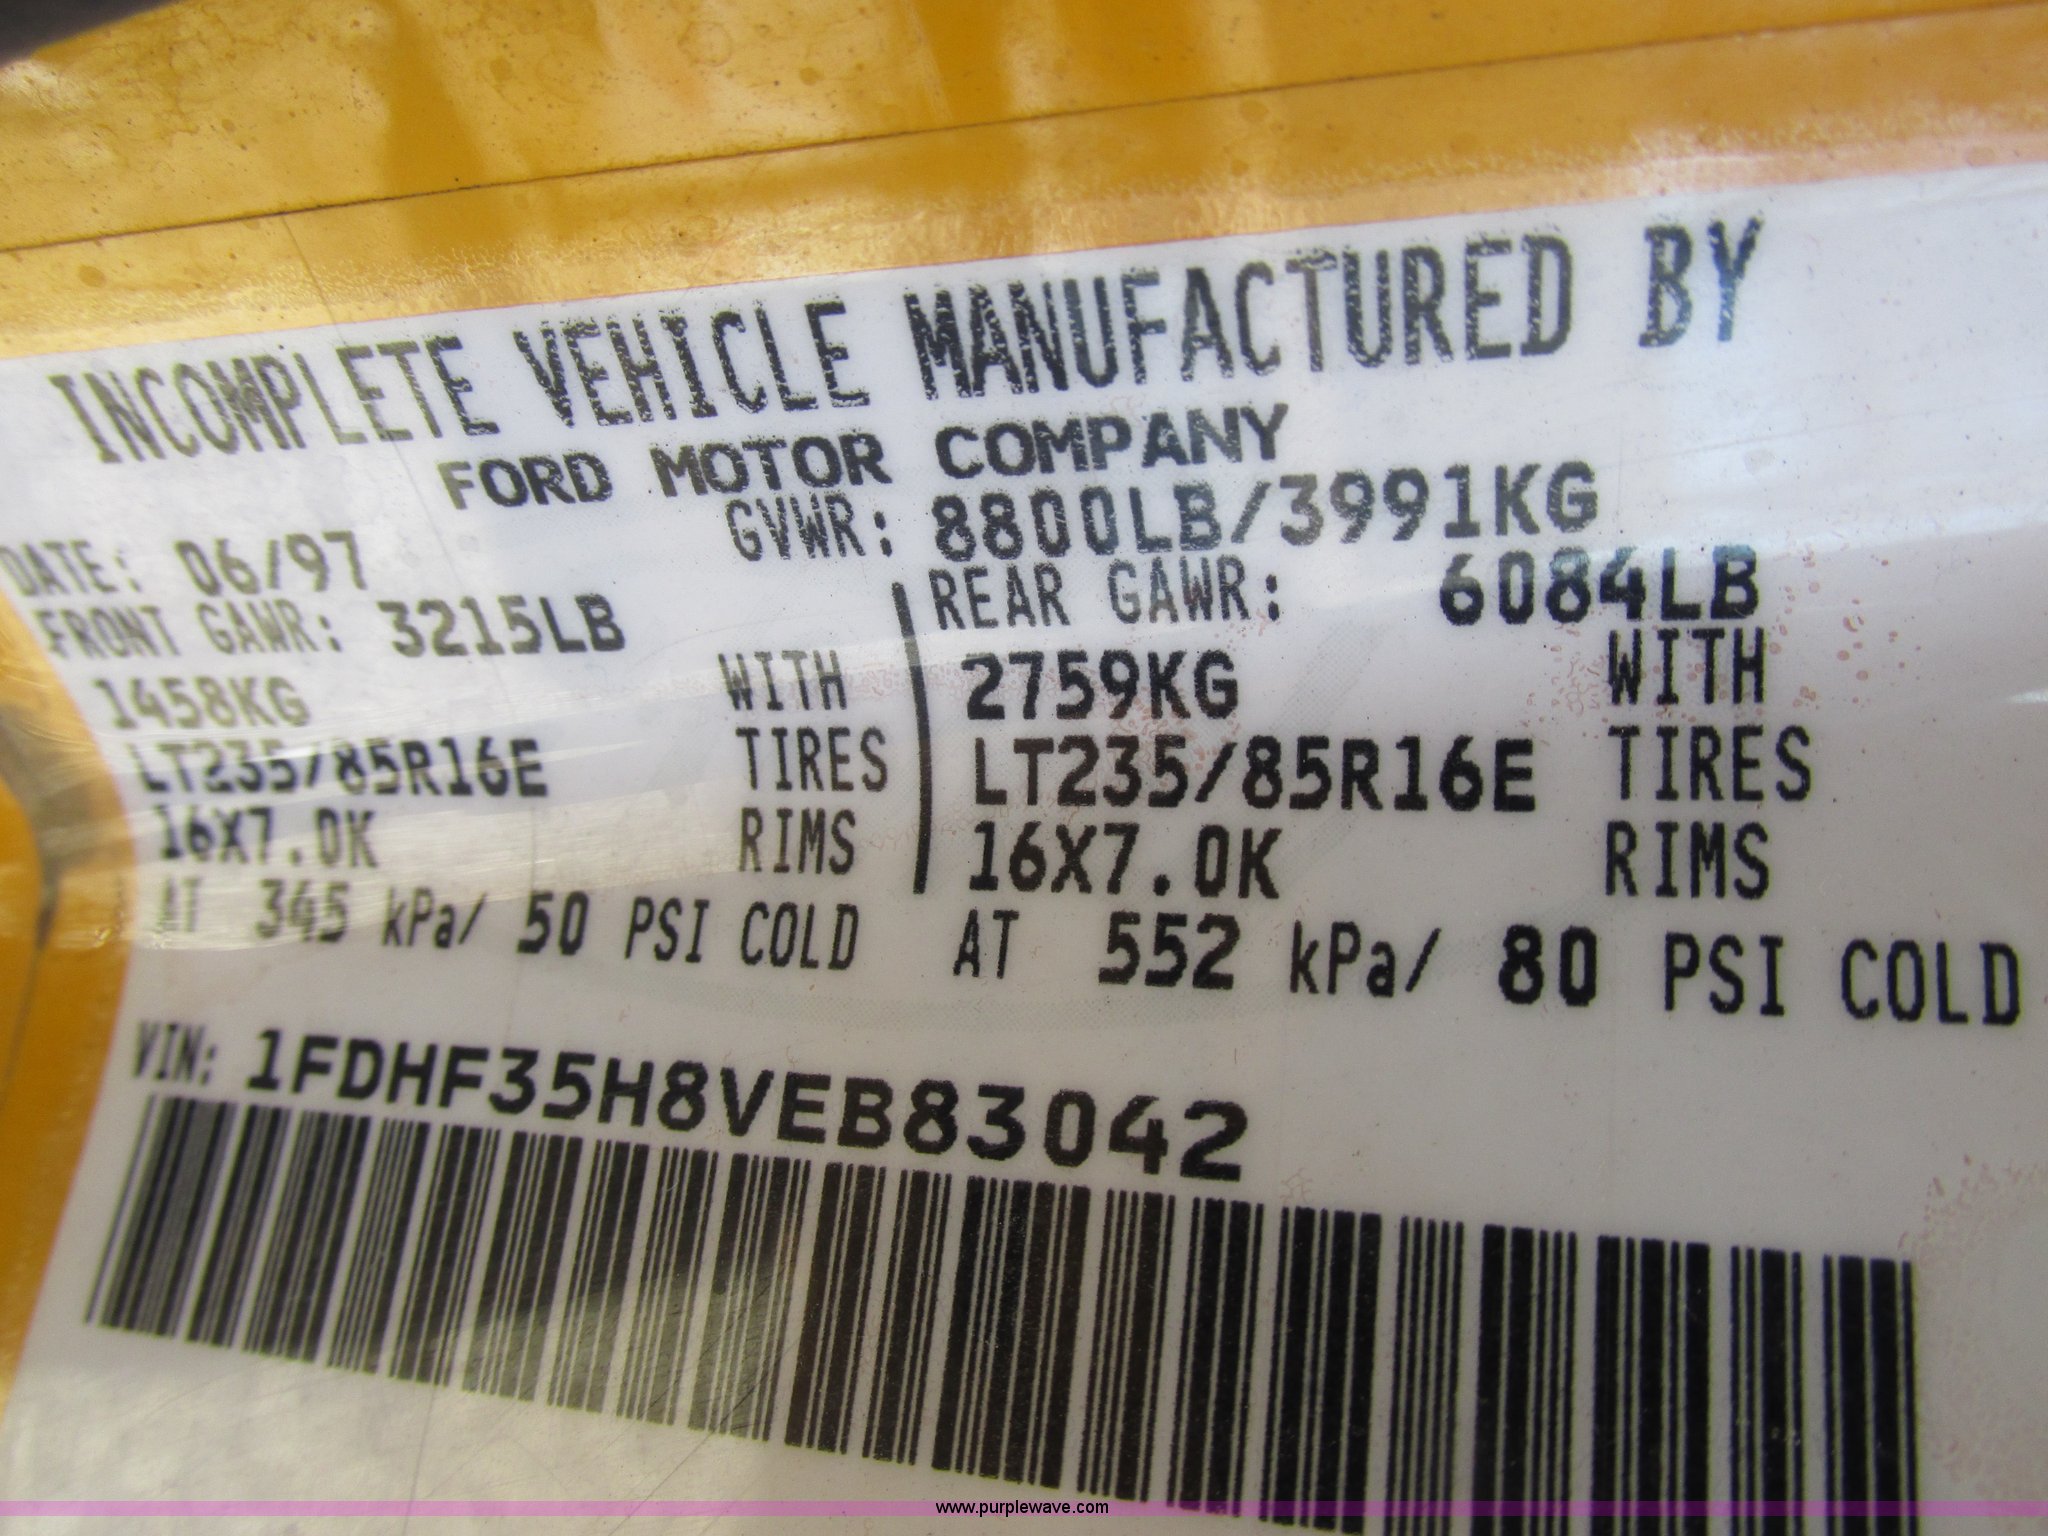 INCOMPLETE VEHICLE MANUFACTURED BY
FORD MOTOR COMPANY
DATE: 06/97 GVWR: 8800LB/3991KG
FRONT GAWR: 3215LB REAR GAWR: 6084LB
1458KG WITH 2759KG WITH
LT235/85R16E TIRES LT235/85R16E TIRES
16X7.0K RIMS 16X7.0K RIMS
AT 345 kPa/ 50 PSI COLD AT 552 kPa/ 80 PSI COLD
VIN: 1FDHF35H8VEB83042
www.purplewave.com